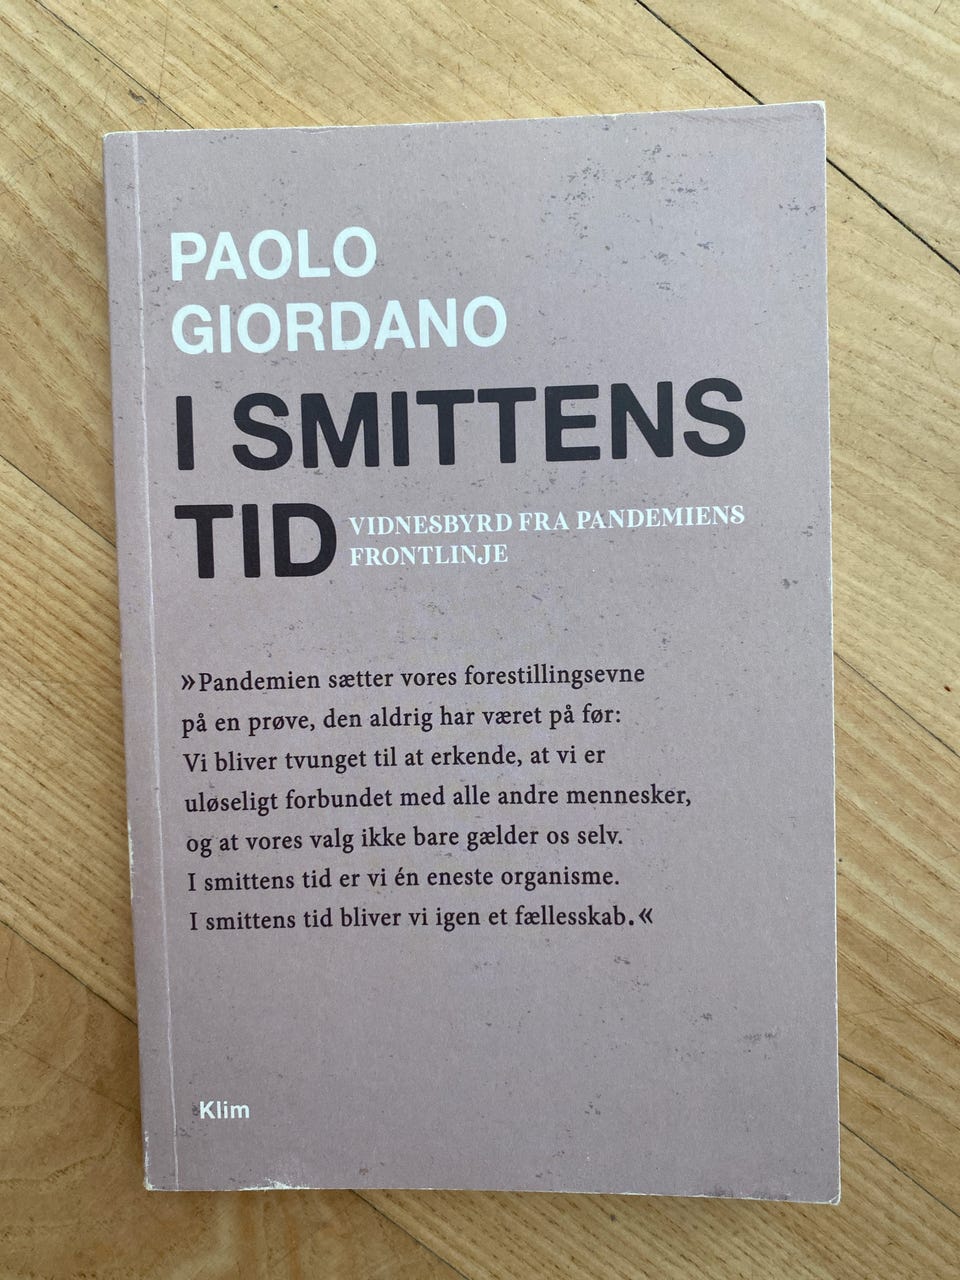 PAOLO
GIORDANO
I SMITTENS
TID
VIDNESBYRD FRA PANDEMIENS
FRONTLINJE
»Pandemien sætter vores forestillingsevne
på en prøve, den aldrig har været på før:
Vi bliver tvunget til at erkende, at vi er
uløseligt forbundet med alle andre mennesker,
og at vores valg ikke bare gælder os selv.
I smittens tid er vi én eneste organisme.
I smittens tid bliver vi igen et fællesskab.«
Klim